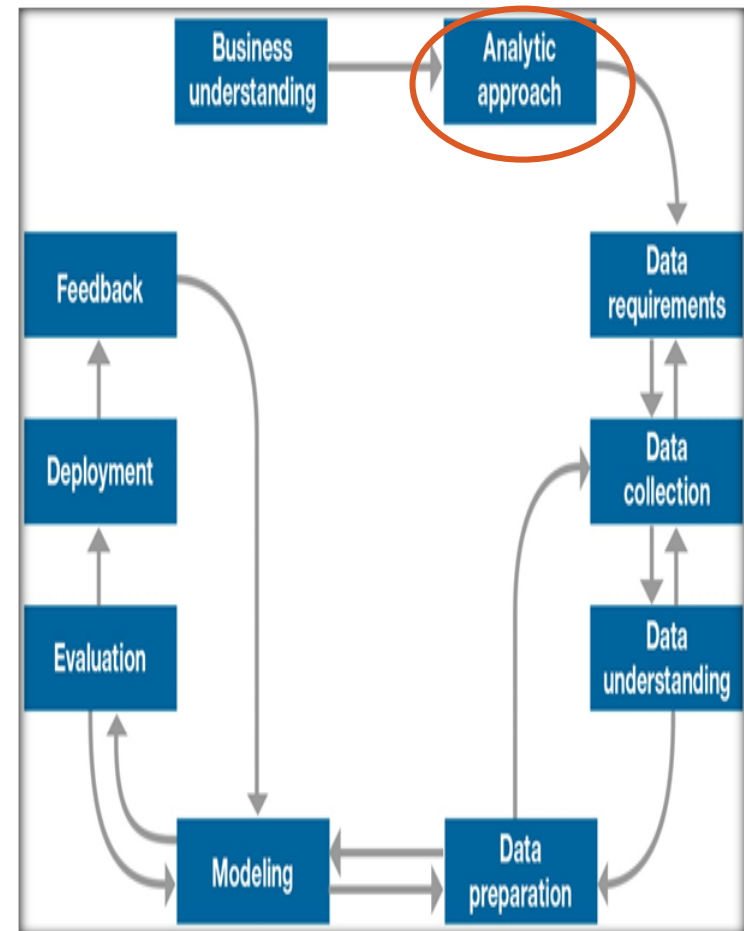 Business
understanding
Analytic
approach
Data
requirements
Data
collection
Data
understanding
Data
preparation
Modeling
Evaluation
Deployment
Feedback